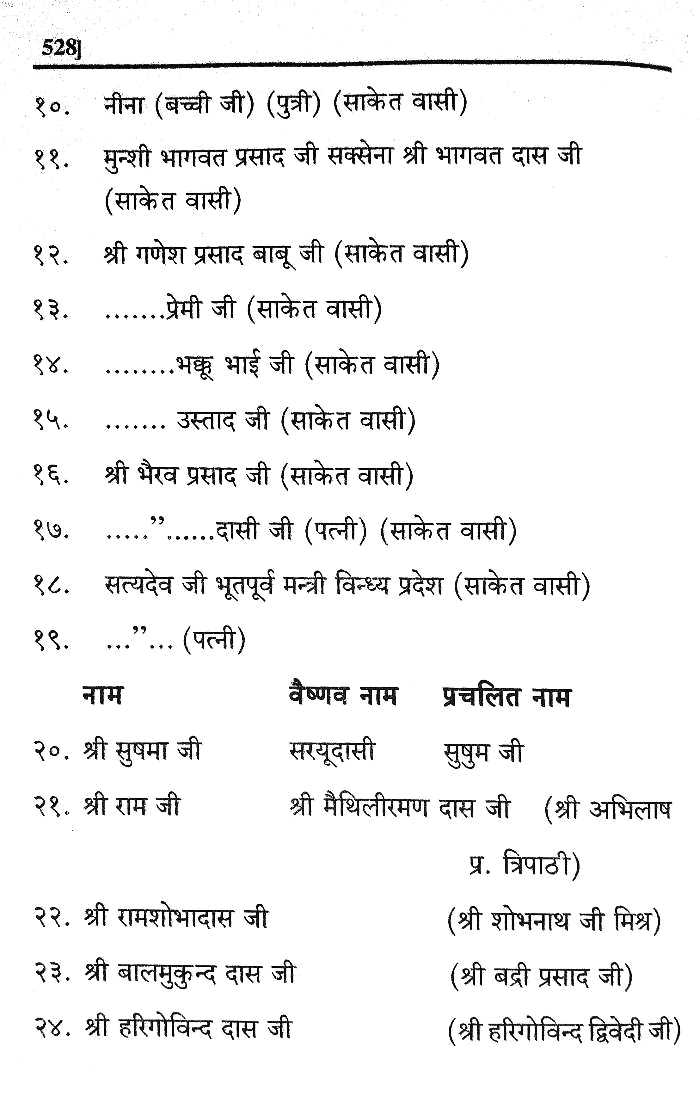 528]
१०. नीना (बच्ची जी) (पुत्री) (साकेत वासी)
११. मुन्शी भागवत प्रसाद जी सक्सेना श्री भागवत दास जी
(साकेत वासी)
१२. श्री गणेश प्रसाद बाबू जी (साकेत वासी)
१३. .......प्रेमी जी (साकेत वासी)
१४. ........भक्कू भाई जी (साकेत वासी)
१५. ....... उस्ताद जी (साकेत वासी)
१६. श्री भैरव प्रसाद जी (साकेत वासी)
१७. .....”......दासी जी (पत्नी) (साकेत वासी)
१८. सत्यदेव जी भूतपूर्व मन्त्री विन्ध्य प्रदेश (साकेत वासी)
१९. ...”... (पत्नी)
नाम वैष्णव नाम प्रचलित नाम
२०. श्री सुषमा जी सरयूदासी सुषुम जी
२१. श्री राम जी श्री मैथिलीरमण दास जी (श्री अभिलाष
प्र. त्रिपाठी)
२२. श्री रामशोभादास जी (श्री शोभनाथ जी मिश्र)
२३. श्री बालमुकुन्द दास जी (श्री बद्री प्रसाद जी)
२४. श्री हरिगोविन्द दास जी (श्री हरिगोविन्द द्विवेदी जी)